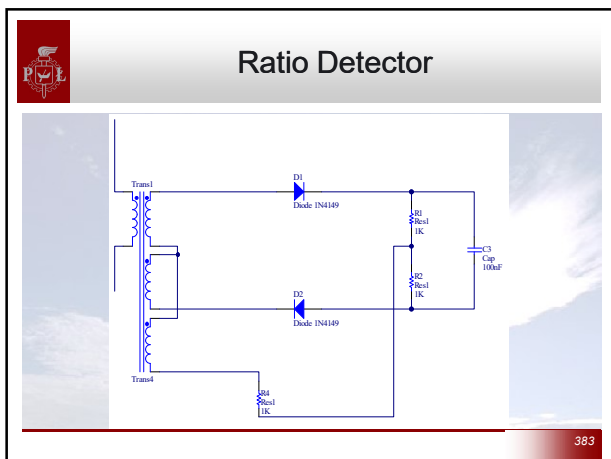 P Ł
Ratio Detector
Trans1
D1
Diode 1N4149
R1
Res1
1K
C3
Cap
100nF
R2
Res1
1K
D2
Diode 1N4149
Trans4
R4
Res1
1K
383